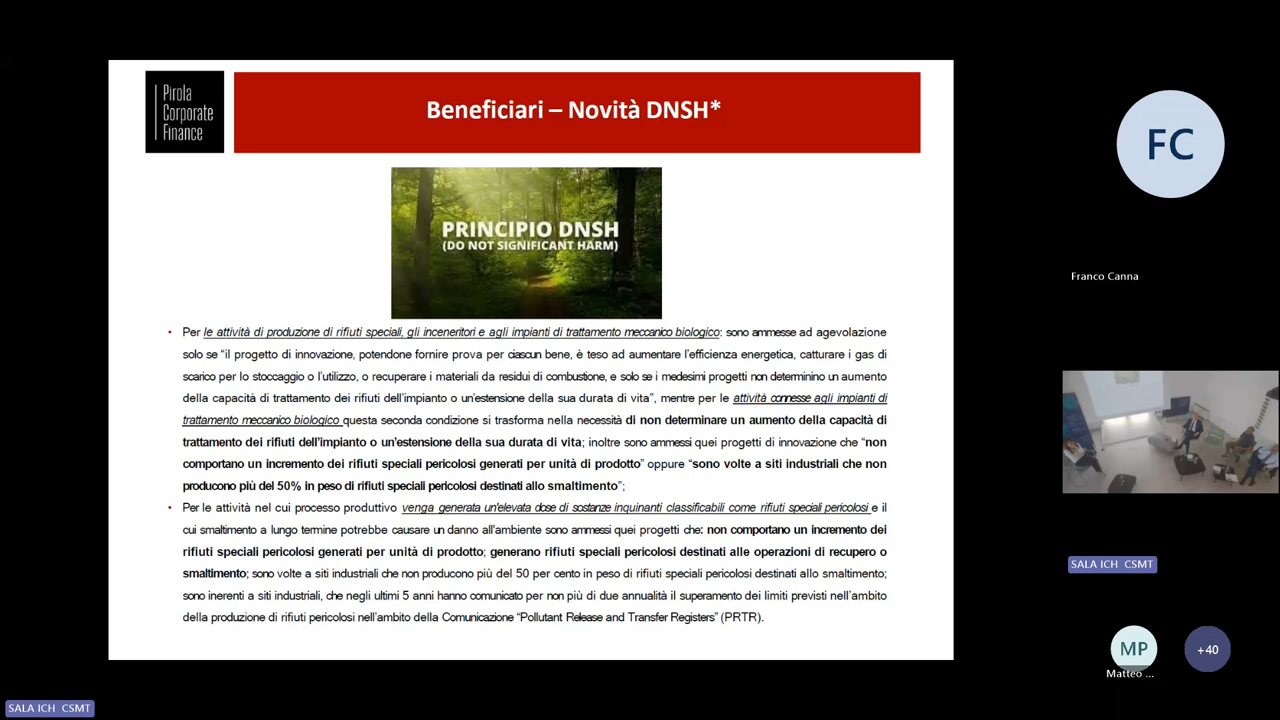 Pirola
Corporate
Finance
Beneficiari – Novità DNSH*
PRINCIPIO DNSH
(DO NOT SIGNIFICANT HARM)
• Per le attività di produzione di rifiuti speciali, gli inceneritori e agli impianti di trattamento meccanico biologico: sono ammesse ad agevolazione
solo se “il progetto di innovazione, potendone fornire prova per ciascun bene, è teso ad aumentare l’efficienza energetica, catturare i gas di
scarico per lo stoccaggio o l’utilizzo, o recuperare i materiali da residui di combustione, e solo se i medesimi progetti non determinino un aumento
della capacità di trattamento dei rifiuti dell’impianto o un’estensione della sua durata di vita”, mentre per le attività connesse agli impianti di
trattamento meccanico biologico questa seconda condizione si trasforma nella necessità di non determinare un aumento della capacità di
trattamento dei rifiuti dell’impianto o un’estensione della sua durata di vita; inoltre sono ammessi quei progetti di innovazione che “non
comportano un incremento dei rifiuti speciali pericolosi generati per unità di prodotto” oppure “sono volte a siti industriali che non
producono più del 50% in peso di rifiuti speciali pericolosi destinati allo smaltimento”;
• Per le attività nel cui processo produttivo venga generata un’elevata dose di sostanze inquinanti classificabili come rifiuti speciali pericolosi e il
cui smaltimento a lungo termine potrebbe causare un danno all'ambiente sono ammessi quei progetti che: non comportano un incremento dei
rifiuti speciali pericolosi generati per unità di prodotto; generano rifiuti speciali pericolosi destinati alle operazioni di recupero o
smaltimento; sono volte a siti industriali che non producono più del 50 per cento in peso di rifiuti speciali pericolosi destinati allo smaltimento;
sono inerenti a siti industriali, che negli ultimi 5 anni hanno comunicato per non più di due annualità il superamento dei limiti previsti nell’ambito
della produzione di rifiuti pericolosi nell’ambito della Comunicazione “Pollutant Release and Transfer Registers” (PRTR).
FC
Franco Canna
SALA ICH CSMT
MP
+40
Matteo ...
SALA ICH CSMT